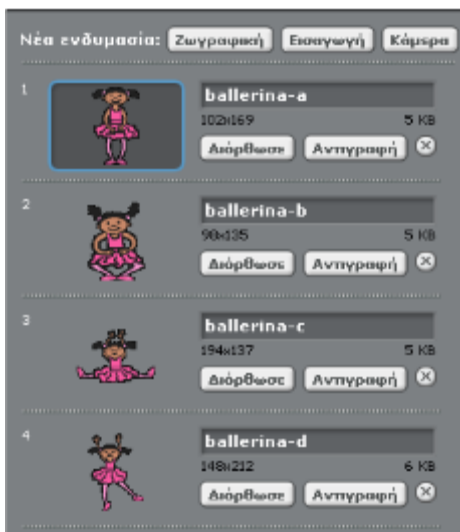 Νέα ενδυμασία: Ζωγραφική Εισαγωγή Κάμερα
1
ballerina-a
102x169 5 KB
Διόρθωσε Αντιγραφή
2
ballerina-b
98x135 5 KB
Διόρθωσε Αντιγραφή
3
ballerina-c
194x137 5 KB
Διόρθωσε Αντιγραφή
4
ballerina-d
148x212 6 KB
Διόρθωσε Αντιγραφή